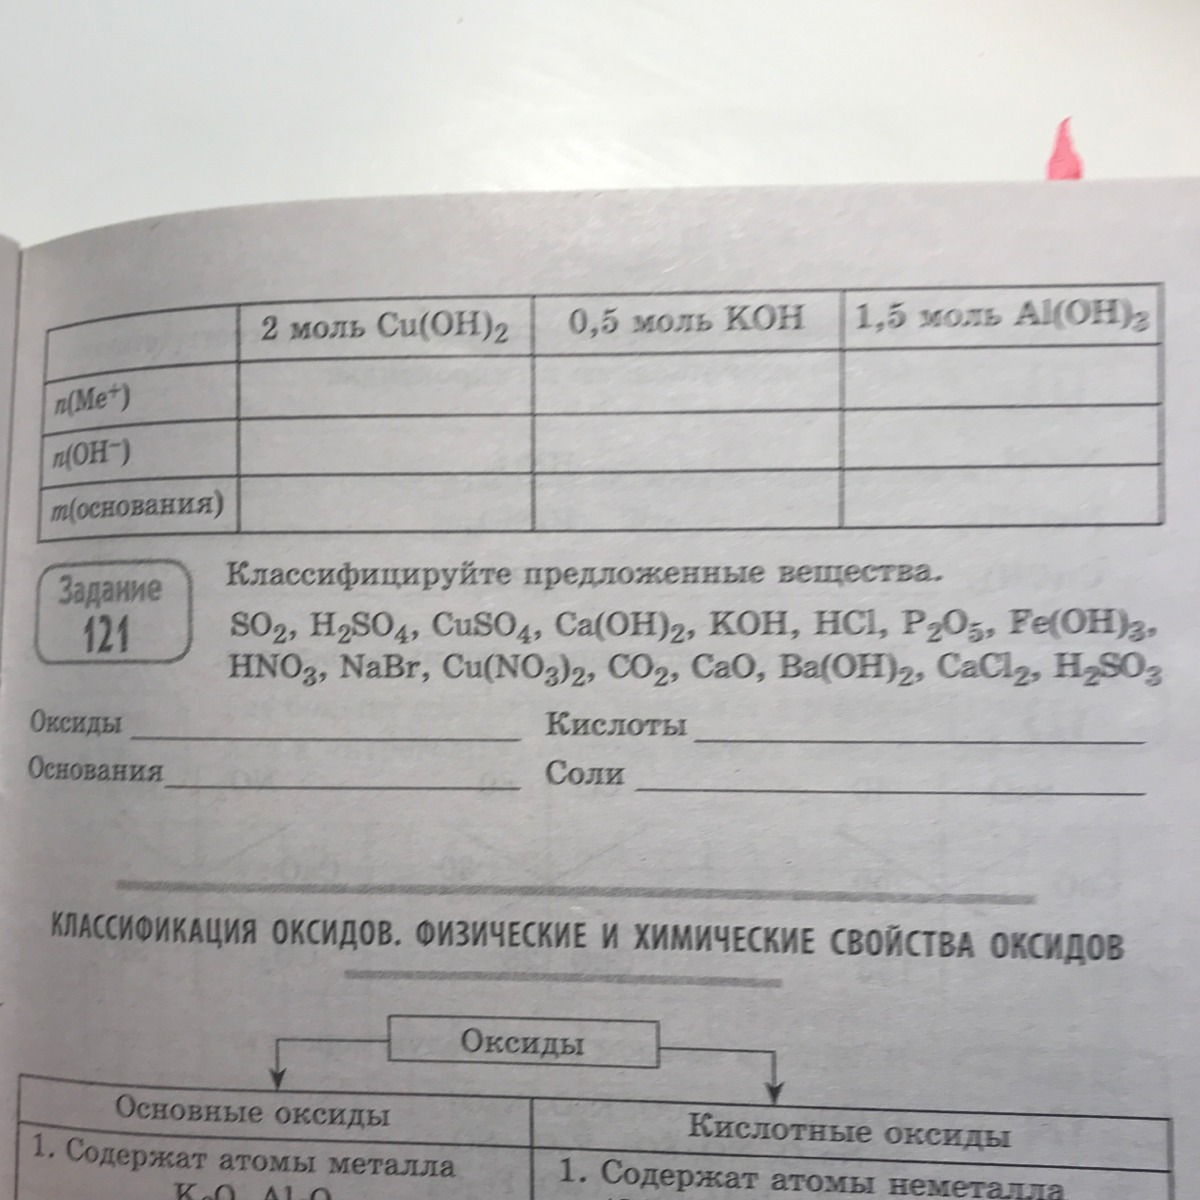 2 моль Cu(OH)₂ 0,5 моль KOH 1,5 моль Al(OH)₃
n(Me⁺)
n(OH⁻)
m(основания)
Задание
121
Классифицируйте предложенные вещества.
SO₂, H₂SO₄, CuSO₄, Ca(OH)₂, KOH, HCl, P₂O₅, Fe(OH)₃,
HNO₃, NaBr, Cu(NO₃)₂, CO₂, CaO, Ba(OH)₂, CaCl₂, H₂SO₃
Оксиды Кислоты
Основания Соли
КЛАССИФИКАЦИЯ ОКСИДОВ. ФИЗИЧЕСКИЕ И ХИМИЧЕСКИЕ СВОЙСТВА ОКСИДОВ
Оксиды
Основные оксиды Кислотные оксиды
1. Содержат атомы металла 1. Содержат атомы неметалла